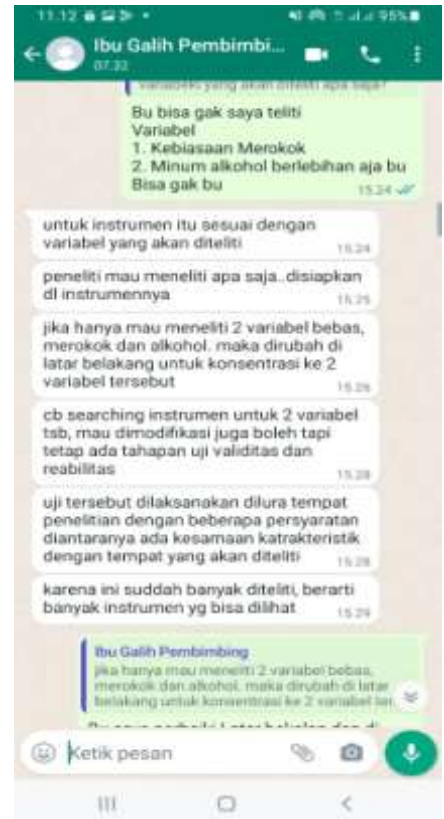 11.12
95%
Ibu Galih Pembimbi...
07.32
variabel yang akan diteliti apa saja?
Bu bisa gak saya teliti
Variabel
1. Kebiasaan Merokok
2. Minum alkohol berlebihan aja bu
Bisa gak bu
15.24
untuk instrumen itu sesuai dengan
variabel yang akan diteliti
15.24
peneliti mau meneliti apa saja..disiapkan
dl instrumennya
15.25
jika hanya mau meneliti 2 variabel bebas,
merokok dan alkohol. maka dirubah di
latar belakang untuk konsentrasi ke 2
variabel tersebut
15.26
cb searching instrumen untuk 2 variabel
tsb, mau dimodifikasi juga boleh tapi
tetap ada tahapan uji validitas dan
reabilitas
15.28
uji tersebut dilaksanakan dilura tempat
penelitian dengan beberapa persyaratan
diantaranya ada kesamaan katrakteristik
dengan tempat yang akan diteliti
15.28
karena ini suddah banyak diteliti, berarti
banyak instrumen yg bisa dilihat
15.29
Ibu Galih Pembimbing
jika hanya mau meneliti 2 variabel bebas,
merokok dan alkohol. maka dirubah di latar
belakang untuk konsentrasi ke 2 variabel
Ketik pesan